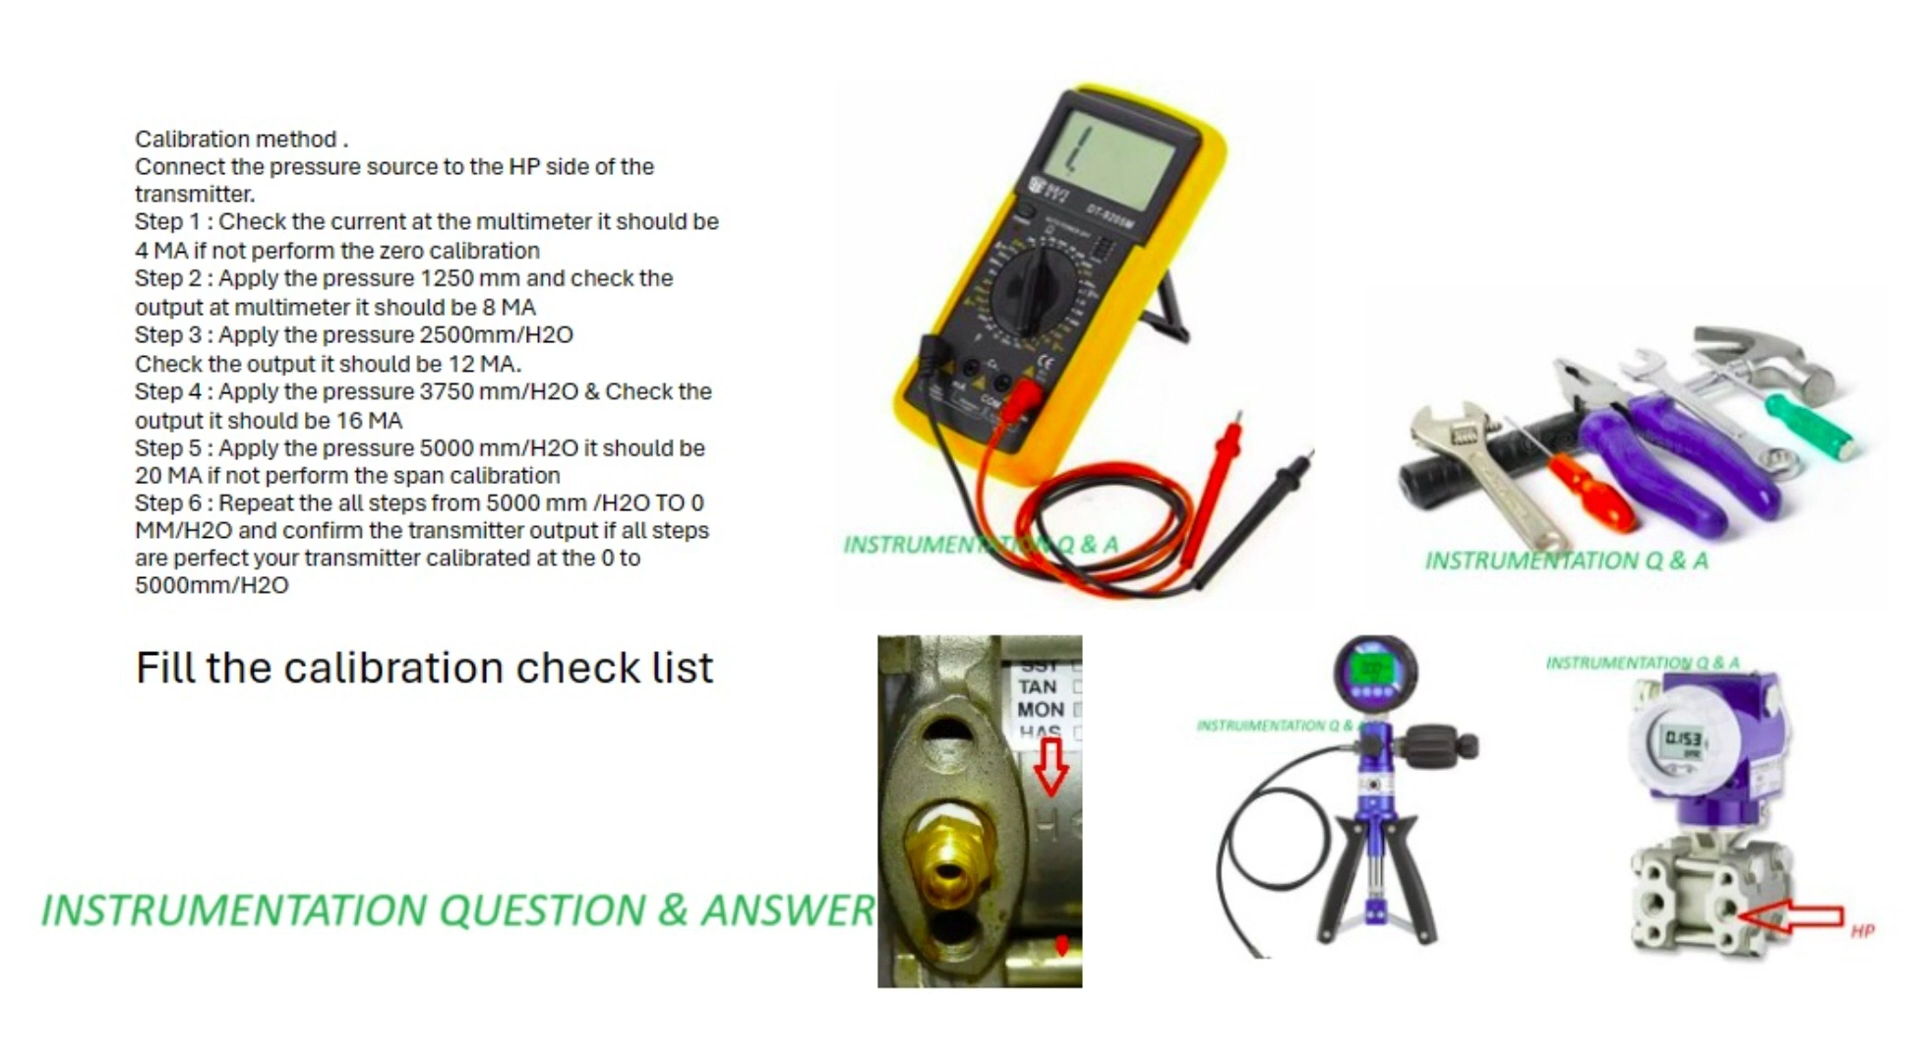 Calibration method .
Connect the pressure source to the HP side of the
transmitter.
Step 1 : Check the current at the multimeter it should be
4 MA if not perform the zero calibration
Step 2 : Apply the pressure 1250 mm and check the
output at multimeter it should be 8 MA
Step 3 : Apply the pressure 2500mm/H2O
Check the output it should be 12 MA.
Step 4 : Apply the pressure 3750 mm/H2O & Check the
output it should be 16 MA
Step 5 : Apply the pressure 5000 mm/H2O it should be
20 MA if not perform the span calibration
Step 6 : Repeat the all steps from 5000 mm /H2O TO 0
MM/H2O and confirm the transmitter output if all steps
are perfect your transmitter calibrated at the 0 to
5000mm/H2O
Fill the calibration check list
INSTRUMENTATION QUESTION & ANSWER
DT-9205M
COM
INSTRUMENTATION Q & A
INSTRUMENTATION Q & A
TAN
MON
HAS
H
INSTRUIMENTATION Q & A
INSTRUMENTATION Q & A
0.153
HP